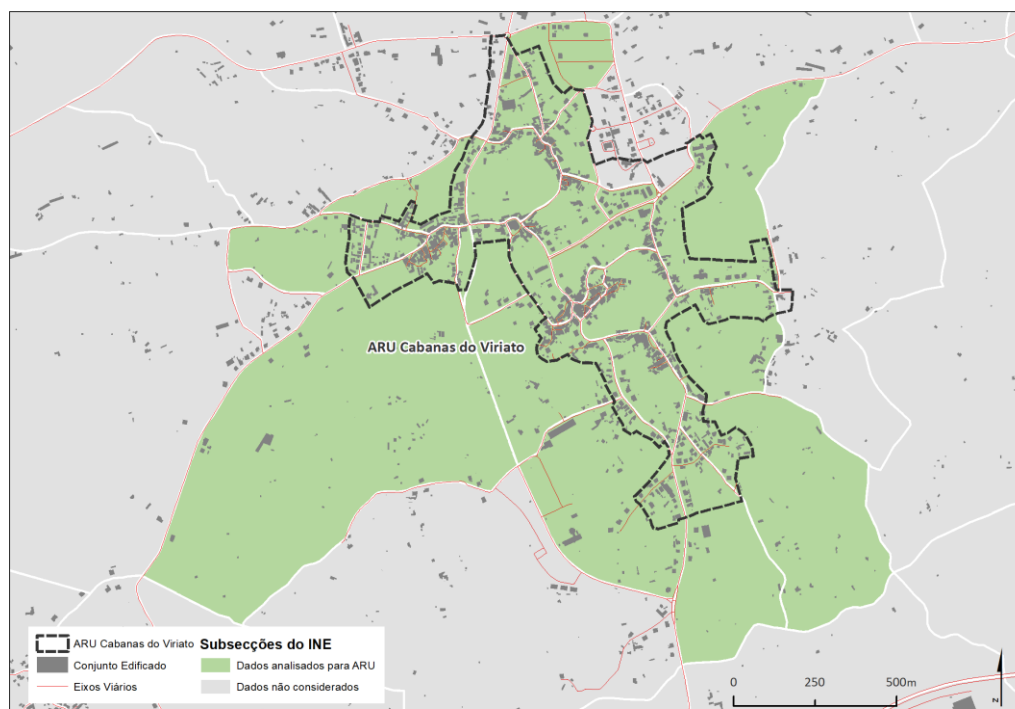 ARU Cabanas do Viriato
ARU Cabanas do Viriato
Conjunto Edificado
Eixos Viários
Subsecções do INE
Dados analisados para ARU
Dados não considerados
0 250 500m
N